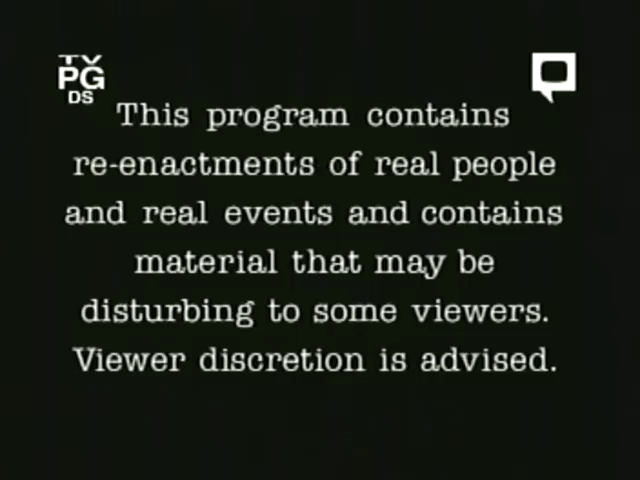 TV
PG
DS
This program contains
re-enactments of real people
and real events and contains
material that may be
disturbing to some viewers.
Viewer discretion is advised.